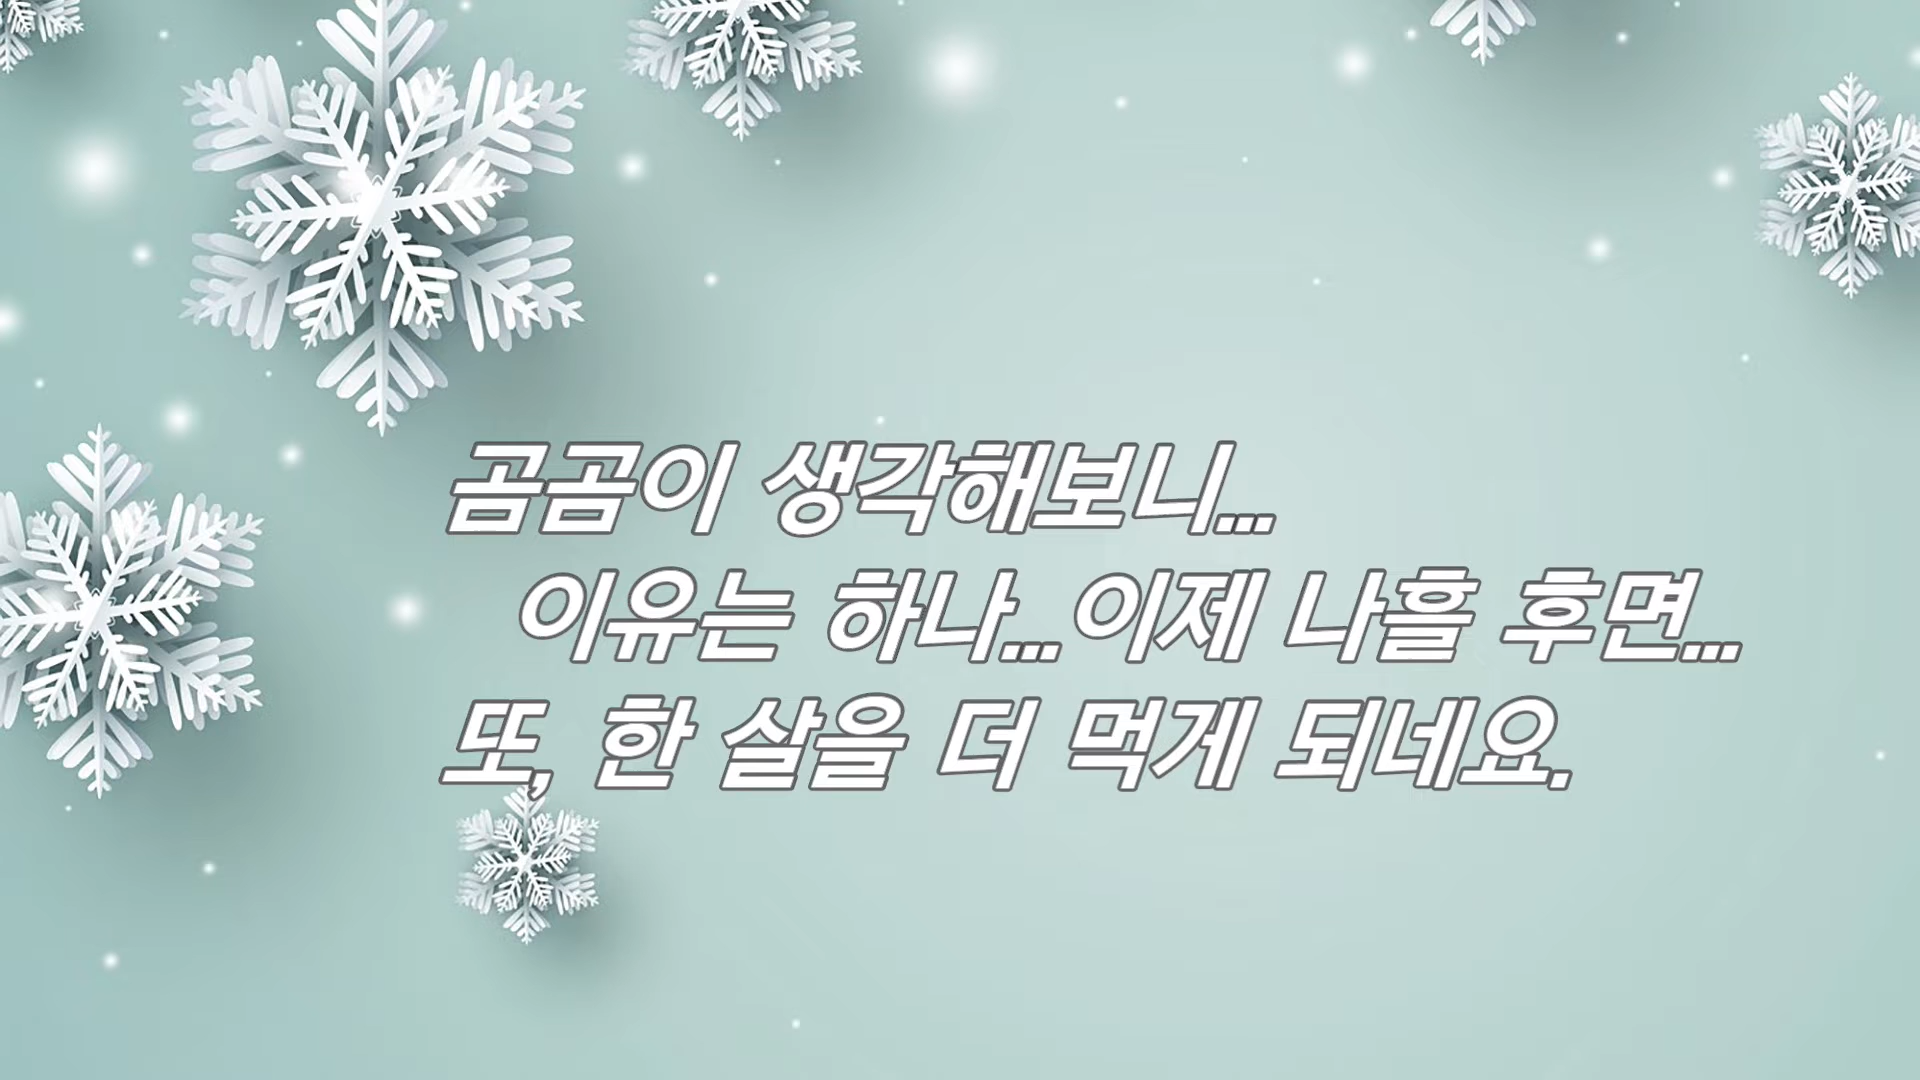 곰곰이 생각해보니...
이유는 하나...이제 나흘 후면...
또, 한 살을 더 먹게 되네요.